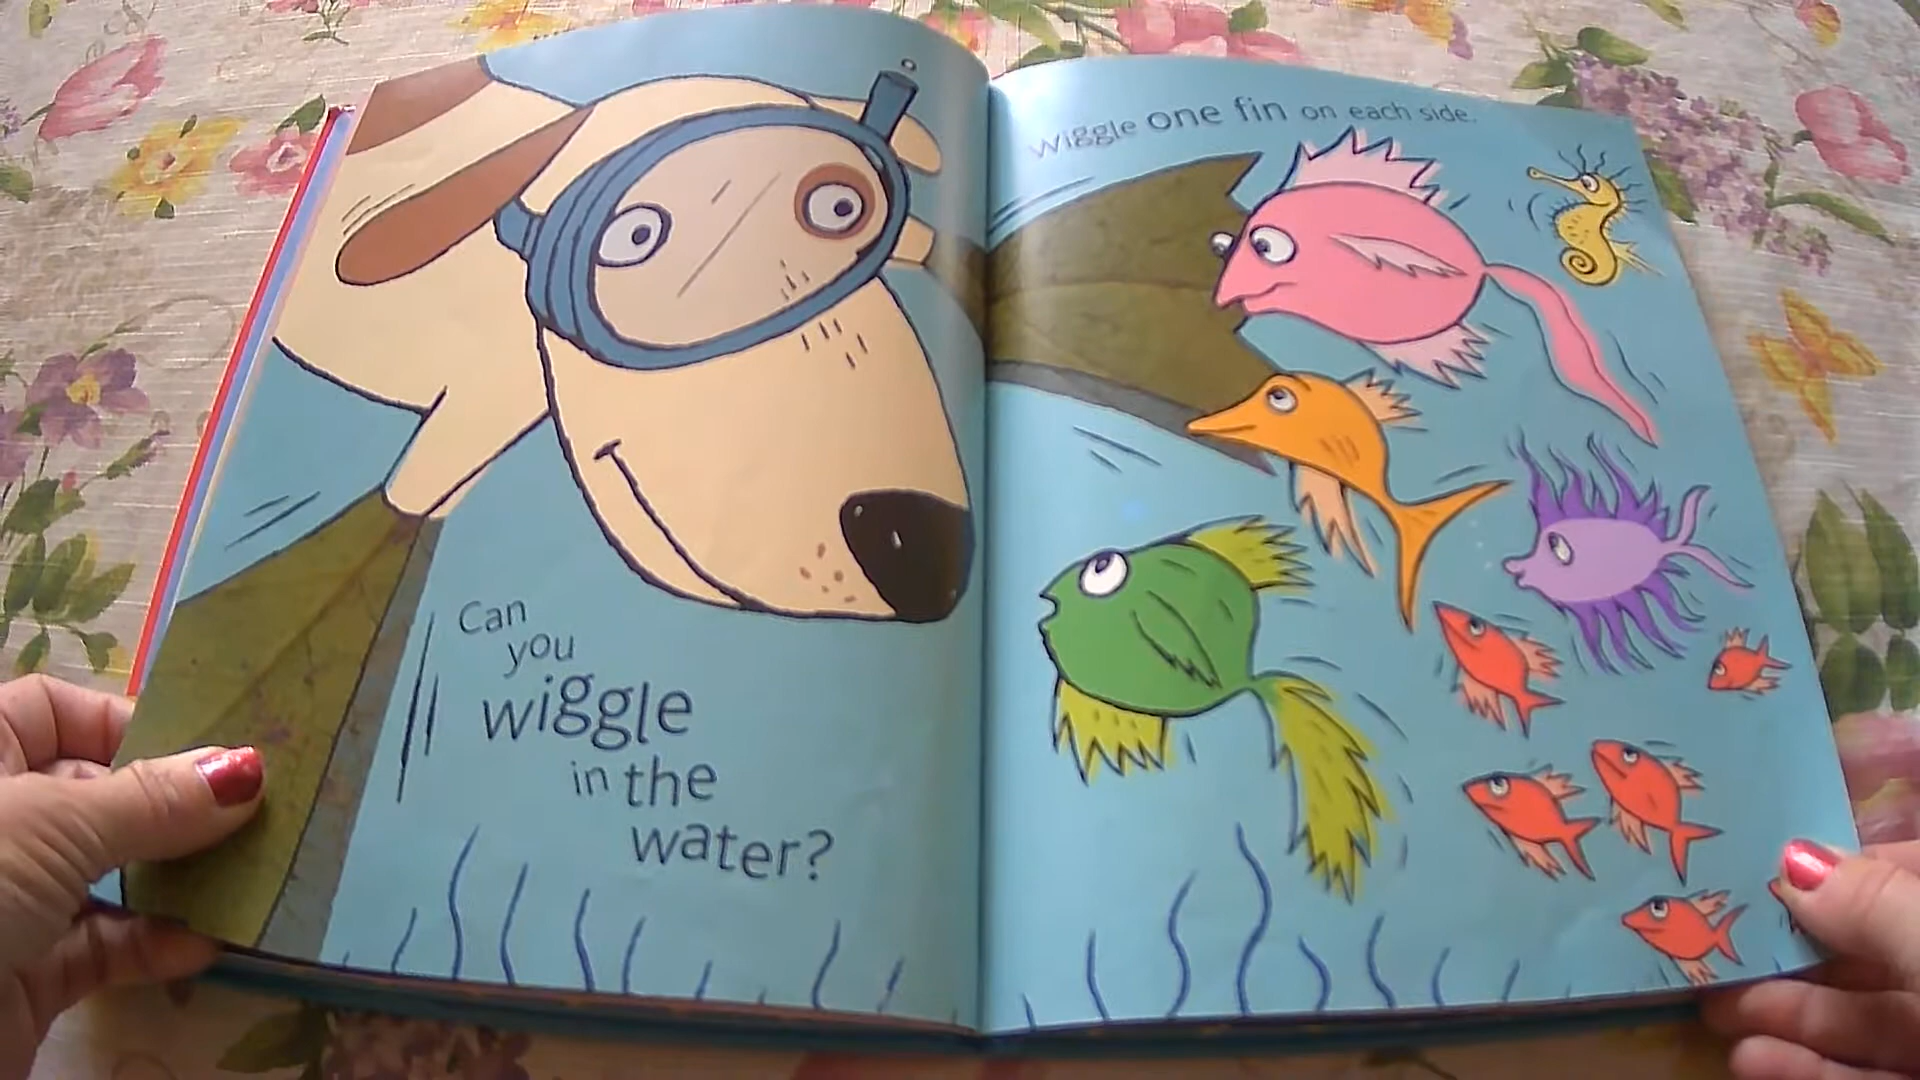 Can
you
wiggle
in the
water?
Wiggle one fin on each side.